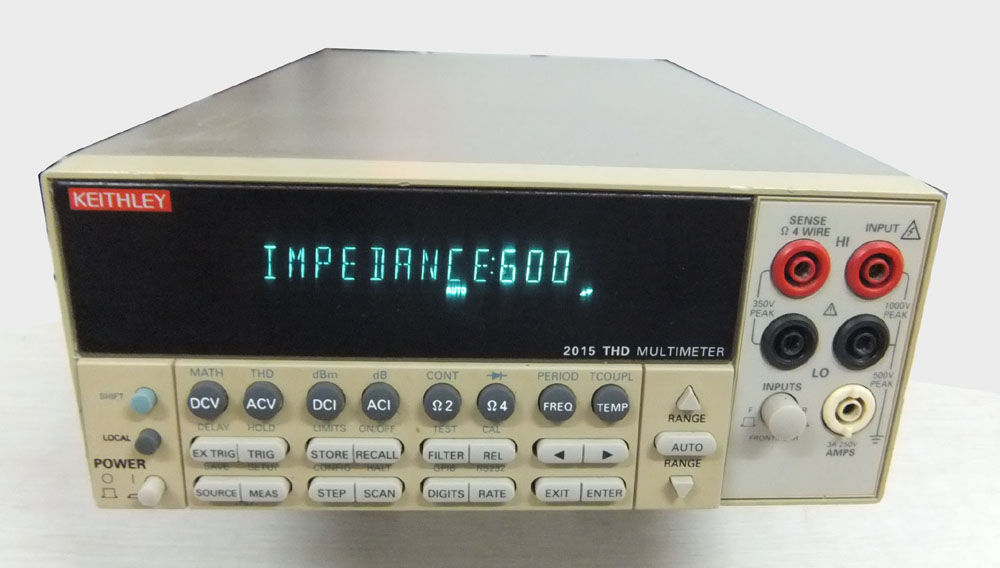 KEITHLEY
IMPEDANCE:600
AUTO
2015 THD MULTIMETER
SENSE
Ω 4 WIRE
INPUT
HI
350V
PEAK
1000V
PEAK
LO
500V
PEAK
INPUTS
F R
FRONT
3A 250V
AMPS
MATH THD dBm dB CONT PERIOD TCOUPL
SHIFT
DCV ACV DCI ACI Ω2 Ω4 FREQ TEMP
DELAY HOLD LIMITS ON/OFF TEST CAL
LOCAL
EX TRIG TRIG STORE RECALL FILTER REL
SAVE SETUP CONFIG HALT GPIB RS232
POWER
O I
SOURCE MEAS STEP SCAN DIGITS RATE EXIT ENTER
RANGE
AUTO
RANGE